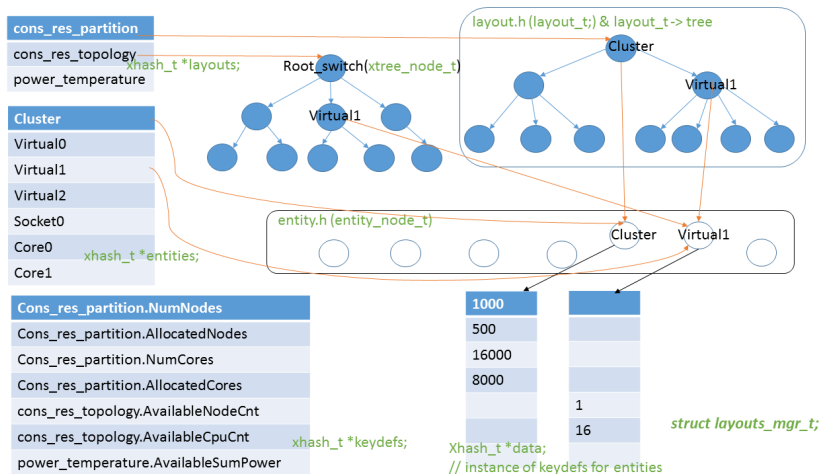 cons_res_partition
cons_res_topology
power_temperature
xhash_t *layouts;
Root_switch(xtree_node_t)
Virtual1
layout.h (layout_t;) & layout_t-> tree
Cluster
Virtual1
Cluster
Virtual0
Virtual1
Virtual2
Socket0
Core0
Core1
xhash_t *entities;
entity.h (entity_node_t)
Cluster
Virtual1
Cons_res_partition.NumNodes
Cons_res_partition.AllocatedNodes
Cons_res_partition.NumCores
Cons_res_partition.AllocatedCores
cons_res_topology.AvailableNodeCnt
cons_res_topology.AvailableCpuCnt
power_temperature.AvailableSumPower
xhash_t *keydefs;
1000
500
16000
8000
1
16
Xhash_t *data;
// instance of keydefs for entities
struct layouts_mgr_t;